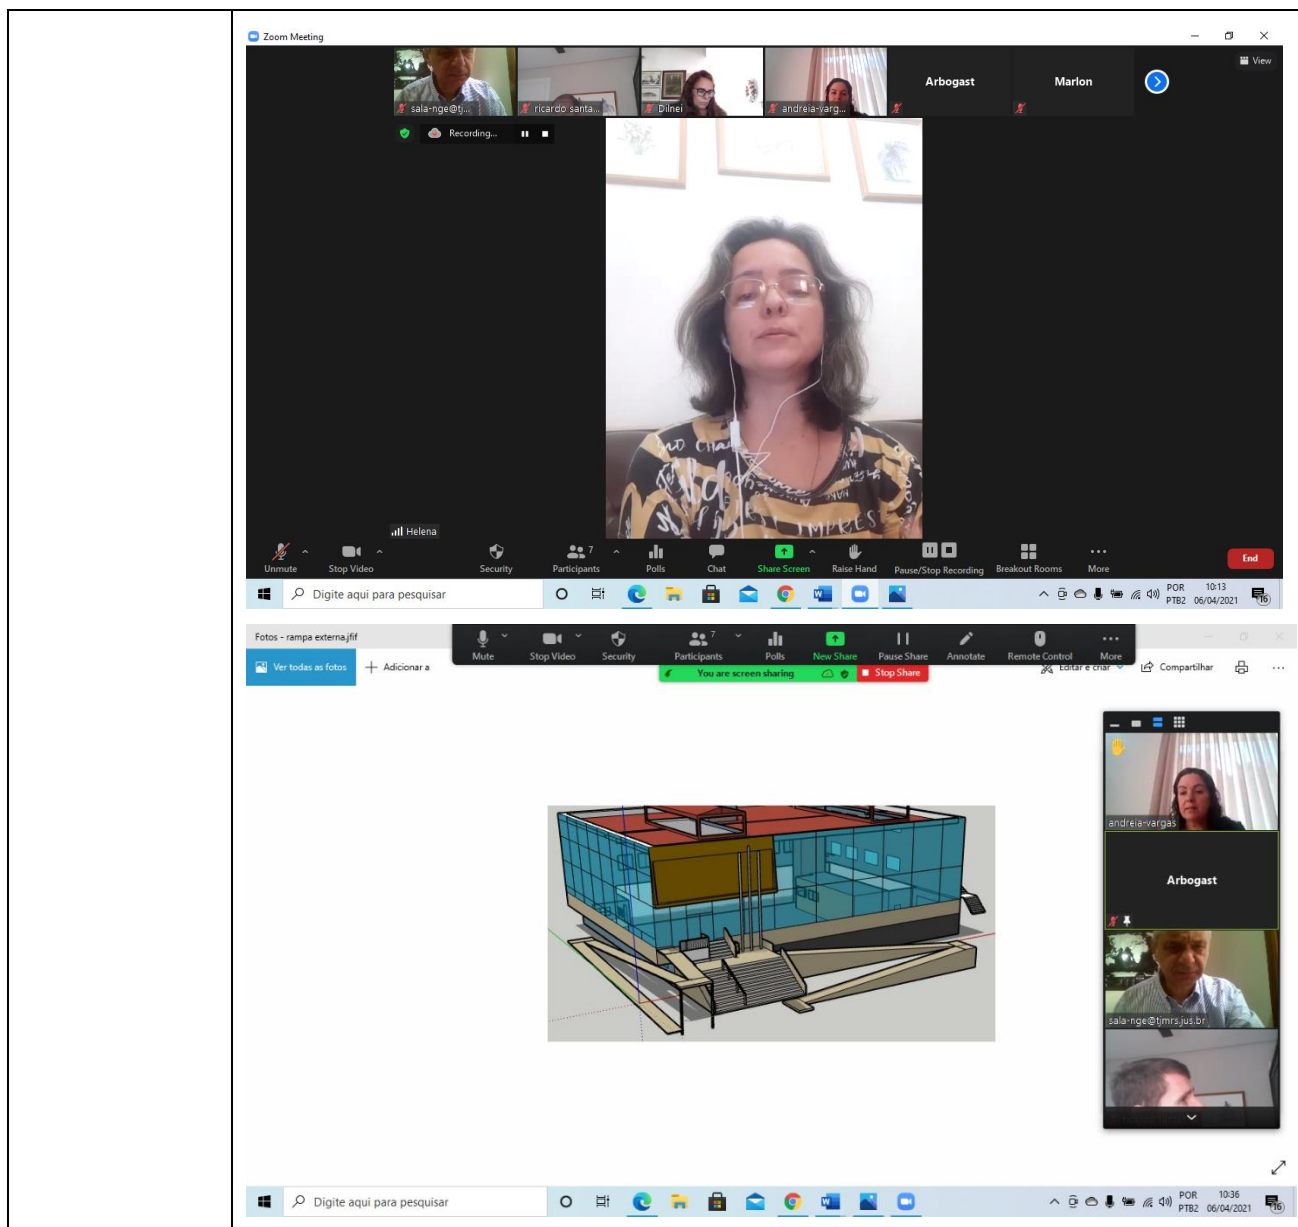 Zoom Meeting
View
sala-nge@tj...
ricardo santa...
Dilnei
andreia-varg...
Arbogast
Marlon
Recording...
Helena
Unmute
Stop Video
Security
Participants
7
Polls
Chat
Share Screen
Raise Hand
Pause/Stop Recording
Breakout Rooms
More
End
Digite aqui para pesquisar
POR
PTB2
10:13
06/04/2021
16
Fotos - rampa externa.jfif
Mute
Stop Video
Security
Participants
7
Polls
New Share
Pause Share
Annotate
Remote Control
More
Ver todas as fotos
Adicionar a
You are screen sharing
Stop Share
Editar e criar
Compartilhar
andreia-vargas
Arbogast
sala-nge@tjmrs.jus.br
Digite aqui para pesquisar
POR
PTB2
10:36
06/04/2021
16